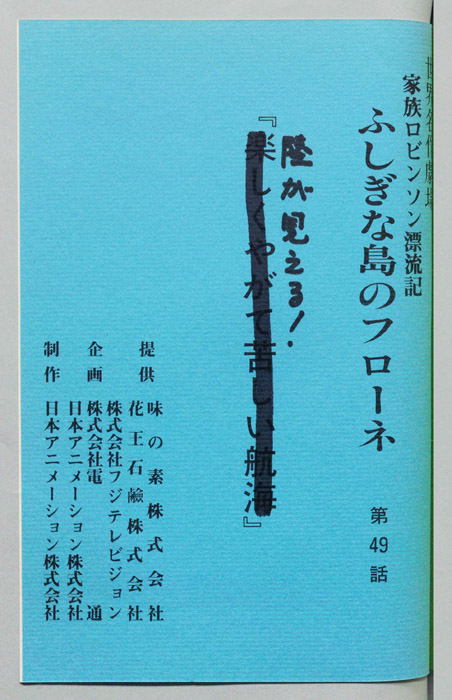 世界名作劇場
家族ロビンソン漂流記
ふしぎな島のフローネ
第49話
陸が見える!
『楽しくやがて苦しい航海』
提供 味の素株式会社
花王石鹸株式会社
企画 株式会社フジテレビジョン
株式会社電通
制作 日本アニメーション株式会社
日本アニメーション株式会社